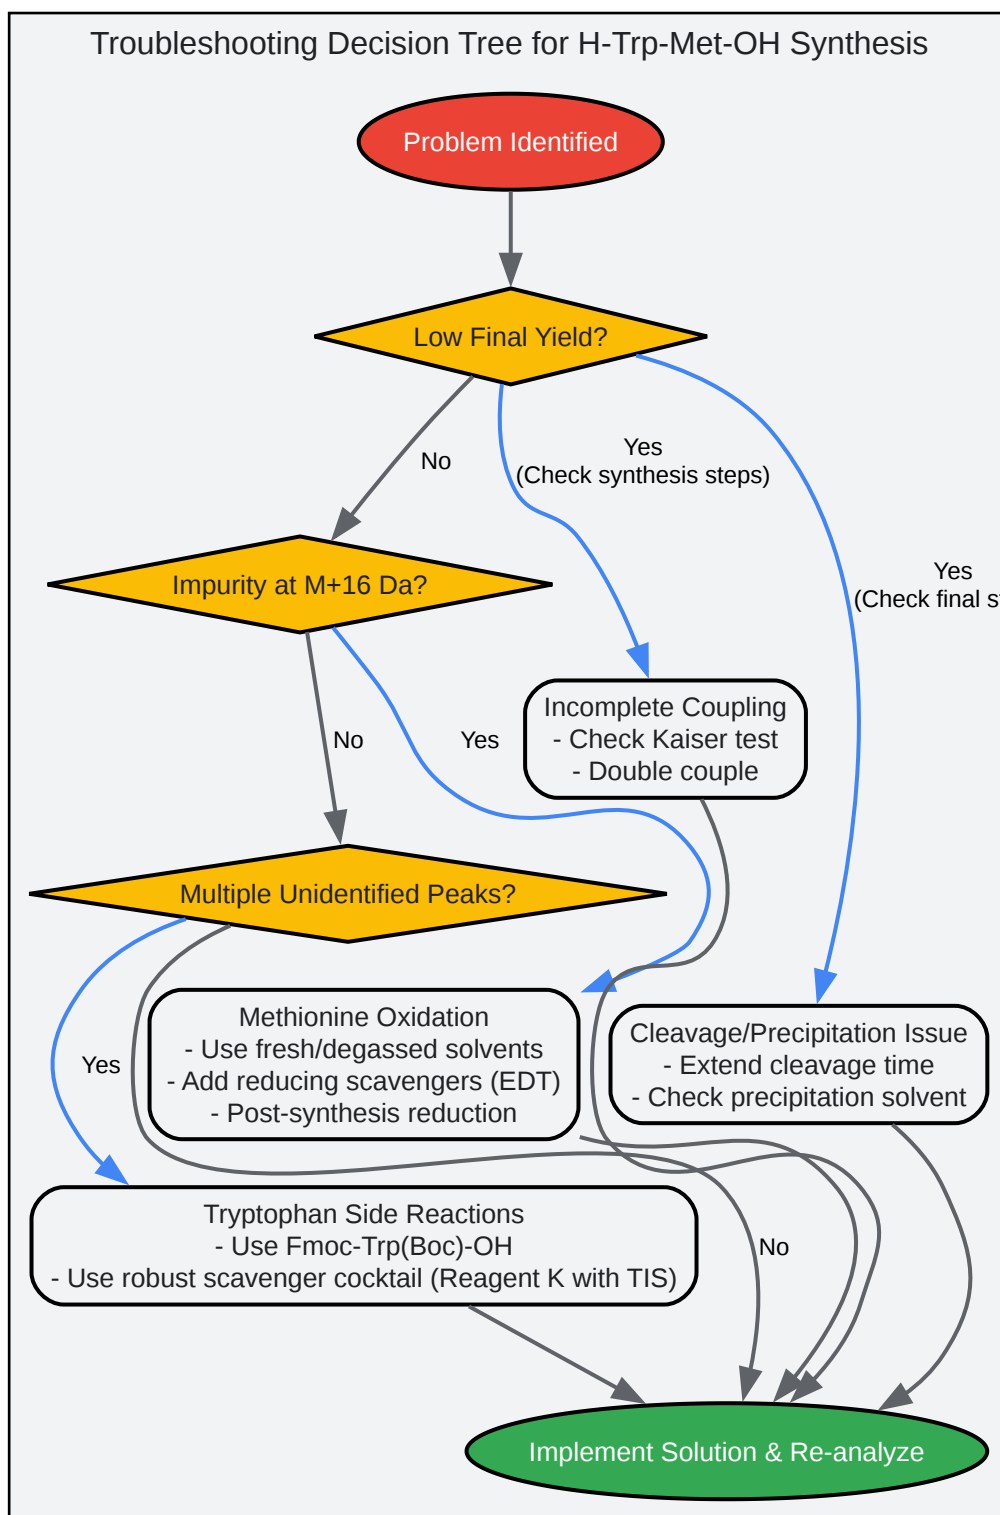 Troubleshooting Decision Tree for H-Trp-Met-OH Synthesis
Problem Identified
Low Final Yield?
No
Yes
(Check synthesis steps)
Yes
(Check final
Impurity at M+16 Da?
No
Yes
Incomplete Coupling
- Check Kaiser test
- Double couple
Multiple Unidentified Peaks?
Yes
No
Methionine Oxidation
- Use fresh/degassed solvents
- Add reducing scavengers (EDT)
- Post-synthesis reduction
Cleavage/Precipitation Issue
- Extend cleavage time
- Check precipitation solvent
Tryptophan Side Reactions
- Use Fmoc-Trp(Boc)-OH
- Use robust scavenger cocktail (Reagent K with TIS)
Implement Solution & Re-analyze